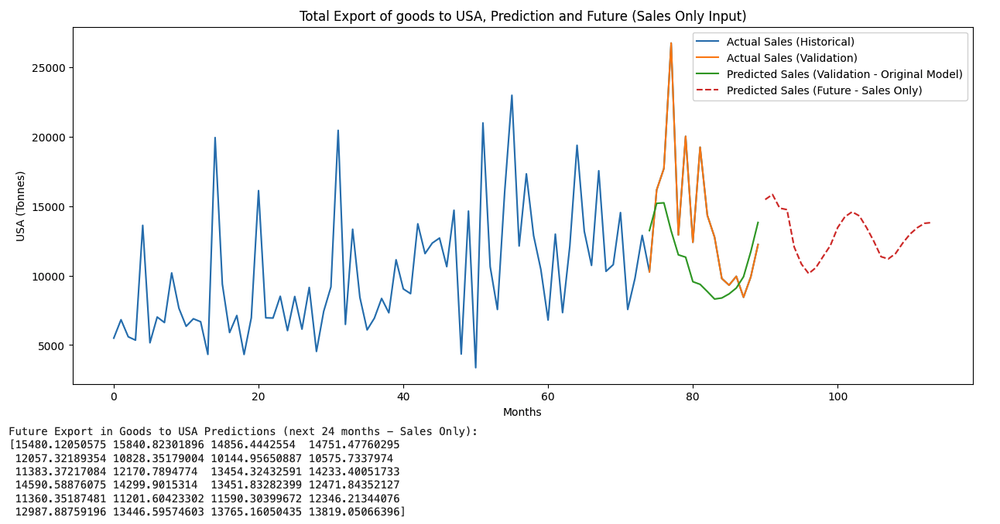 Total Export of goods to USA, Prediction and Future (Sales Only Input)
Actual Sales (Historical)
Actual Sales (Validation)
Predicted Sales (Validation - Original Model)
Predicted Sales (Future - Sales Only)
USA (Tonnes)
25000
20000
15000
10000
5000
0 20 40 60 80 100
Months
Future Export in Goods to USA Predictions (next 24 months – Sales Only):
[15480.12050575 15840.82301896 14856.4442554  14751.47760295
12057.32189354 10828.35179004 10144.95650887 10575.7337974
11383.37217084 12170.7894774  13454.32432591 14233.40051733
14590.58876075 14299.9015314  13451.83282399 12471.84352127
11360.35187481 11201.60423302 11590.30399672 12346.21344076
12987.88759196 13446.59574603 13765.16050435 13819.05066396]